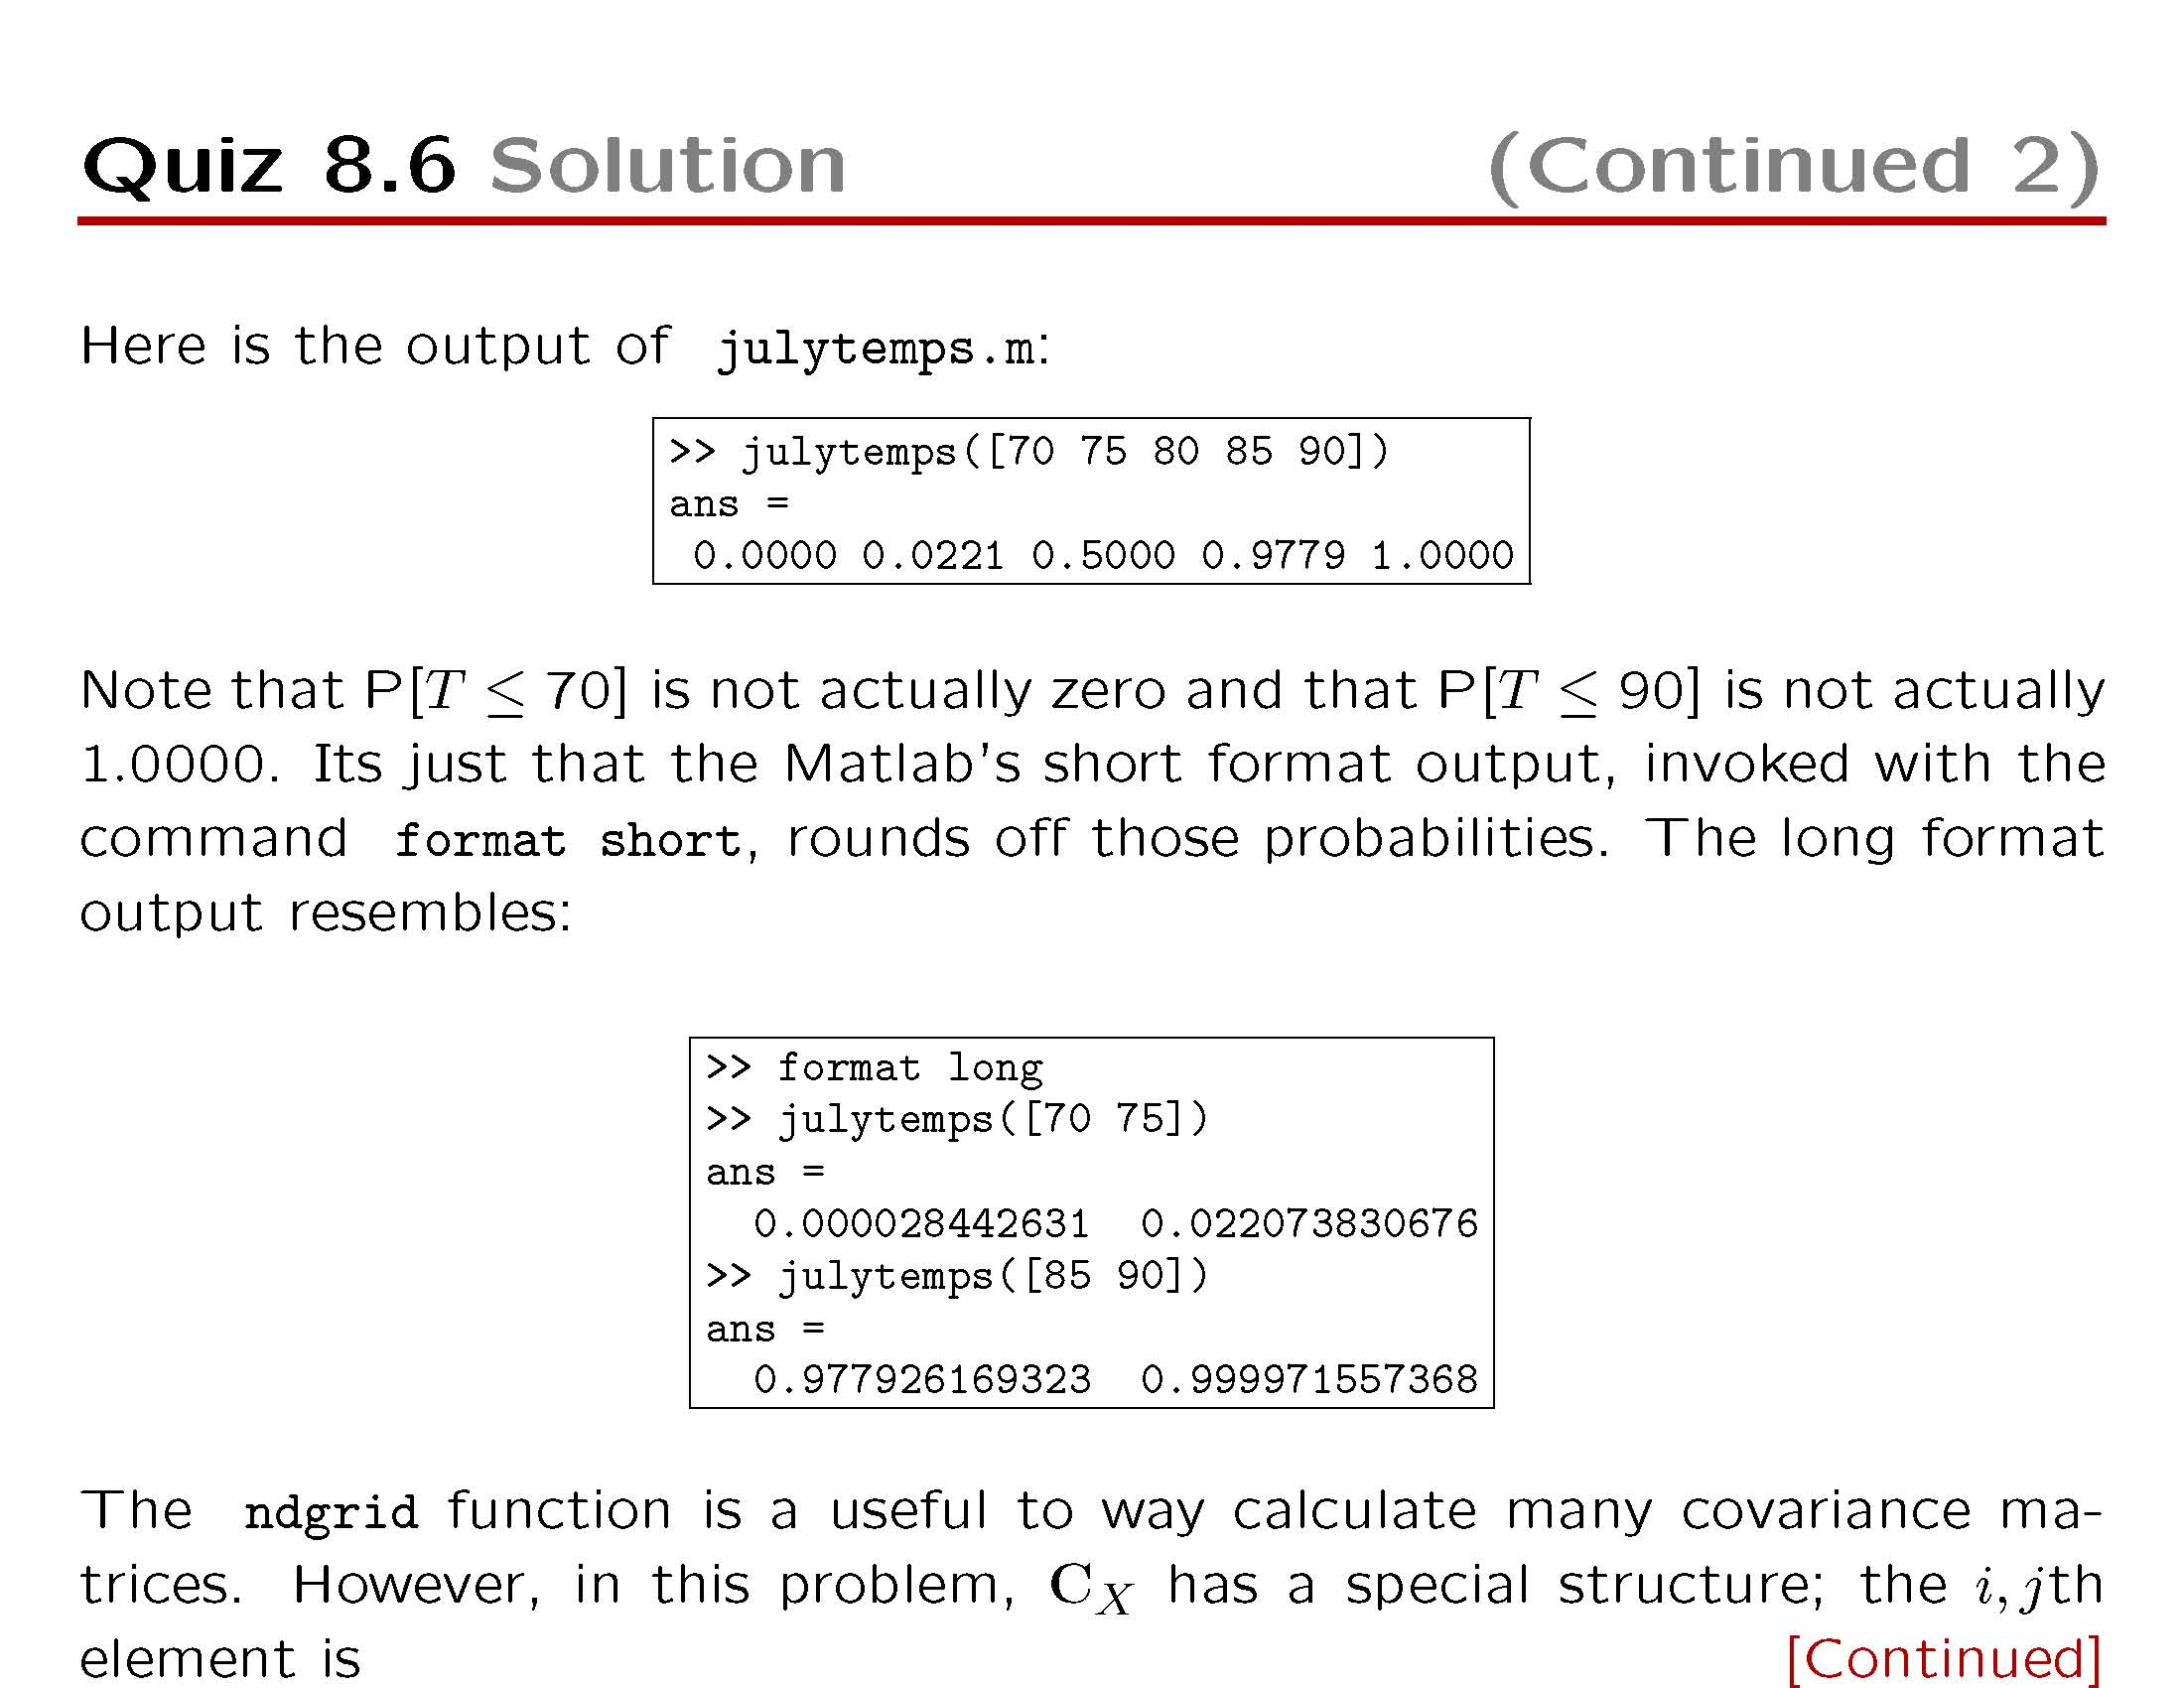 Quiz 8.6 Solution (Continued 2)
Here is the output of julytemps.m:
>> julytemps([70 75 80 85 90])
ans =
0.0000 0.0221 0.5000 0.9779 1.0000
Note that P[T ≤ 70] is not actually zero and that P[T ≤ 90] is not actually
1.0000. Its just that the Matlab's short format output, invoked with the
command format short, rounds off those probabilities. The long format
output resembles:
>> format long
>> julytemps([70 75])
ans =
0.000028442631 0.022073830676
>> julytemps([85 90])
ans =
0.977926169323 0.999971557368
The ndgrid function is a useful to way calculate many covariance ma-
trices. However, in this problem, C_X has a special structure; the i, jth
element is [Continued]